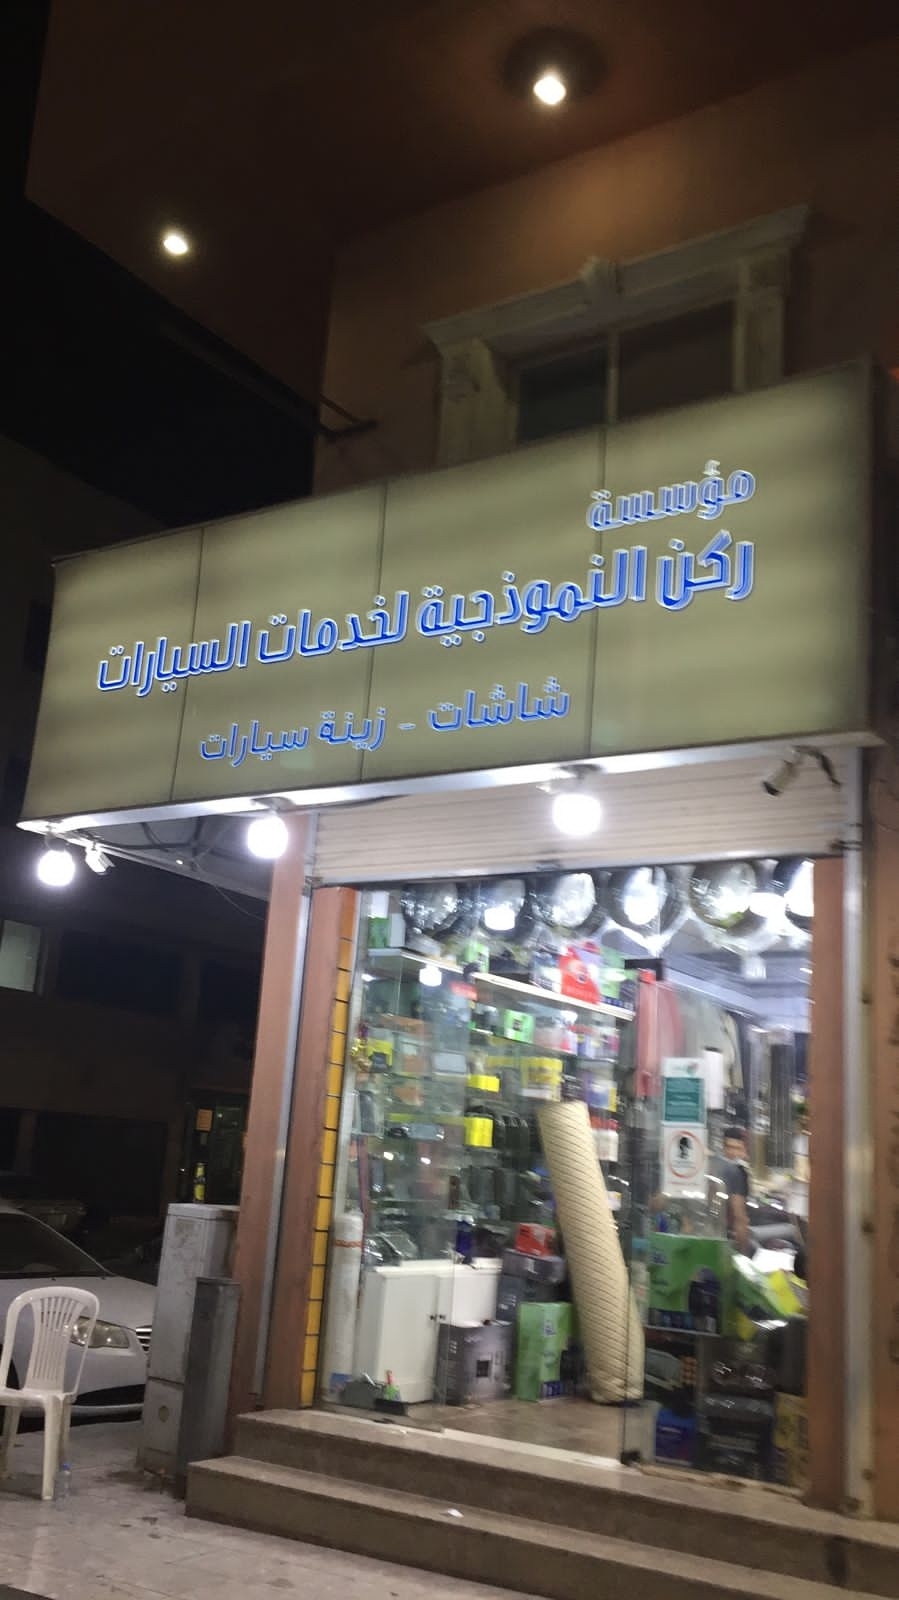 مؤسسة
ركن النموذجية لخدمات السيارات
شاشات - زينة سيارات